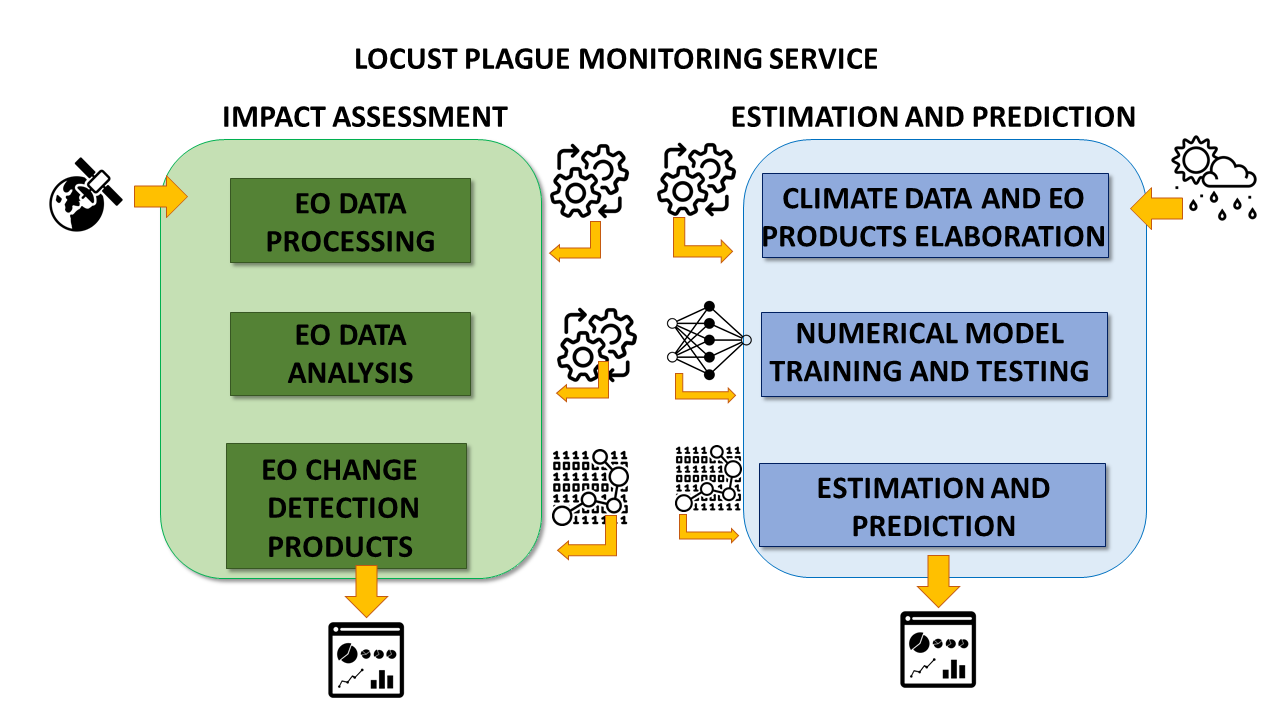 LOCUST PLAGUE MONITORING SERVICE
IMPACT ASSESSMENT
EO DATA
PROCESSING
EO DATA
ANALYSIS
EO CHANGE
DETECTION
PRODUCTS
ESTIMATION AND PREDICTION
CLIMATE DATA AND EO
PRODUCTS ELABORATION
NUMERICAL MODEL
TRAINING AND TESTING
ESTIMATION AND
PREDICTION